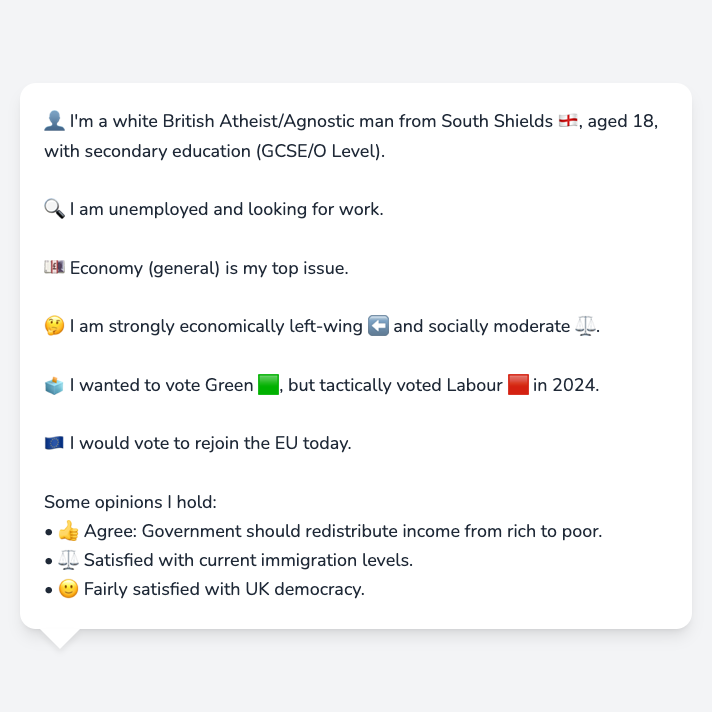 👤 I'm a white British Atheist/Agnostic man from South Shields 🏴󠁧󠁢󠁥󠁮󠁧󠁿, aged 18,
with secondary education (GCSE/O Level).
🔍 I am unemployed and looking for work.
💷 Economy (general) is my top issue.
🤔 I am strongly economically left-wing ⬅️ and socially moderate ⚖️.
🗳️ I wanted to vote Green 🟩, but tactically voted Labour 🟥 in 2024.
🇪🇺 I would vote to rejoin the EU today.
Some opinions I hold:
• 👍 Agree: Government should redistribute income from rich to poor.
• ⚖️ Satisfied with current immigration levels.
• 🙂 Fairly satisfied with UK democracy.